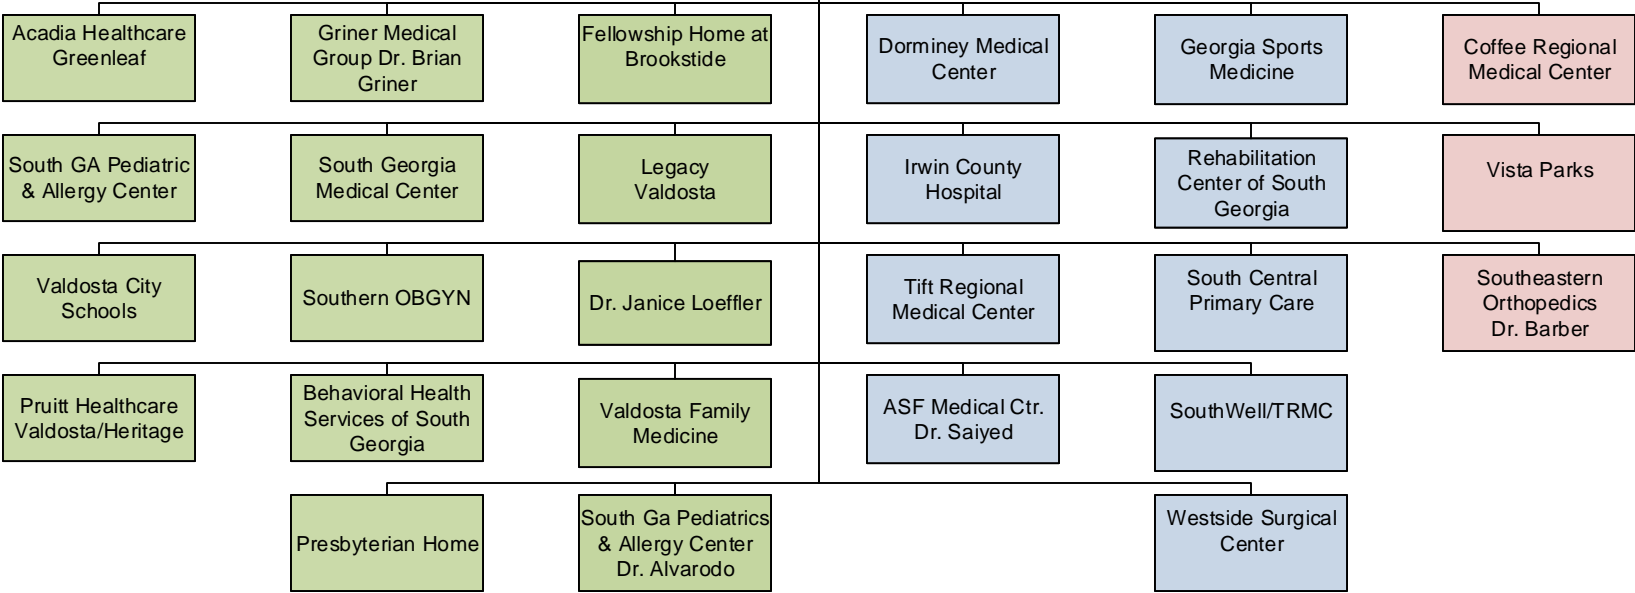 Acadia Healthcare
Greenleaf
Griner Medical
Group Dr. Brian
Griner
Fellowship Home at
Brookstide
Dorminey Medical
Center
Georgia Sports
Medicine
Coffee Regional
Medical Center
South GA Pediatric
& Allergy Center
South Georgia
Medical Center
Legacy
Valdosta
Irwin County
Hospital
Rehabilitation
Center of South
Georgia
Vista Parks
Valdosta City
Schools
Southern OBGYN
Dr. Janice Loeffler
Tift Regional
Medical Center
South Central
Primary Care
Southeastern
Orthopedics
Dr. Barber
Pruitt Healthcare
Valdosta/Heritage
Behavioral Health
Services of South
Georgia
Valdosta Family
Medicine
ASF Medical Ctr.
Dr. Saiyed
SouthWell/TRMC
Presbyterian Home
South Ga Pediatrics
& Allergy Center
Dr. Alvarodo
Westside Surgical
Center